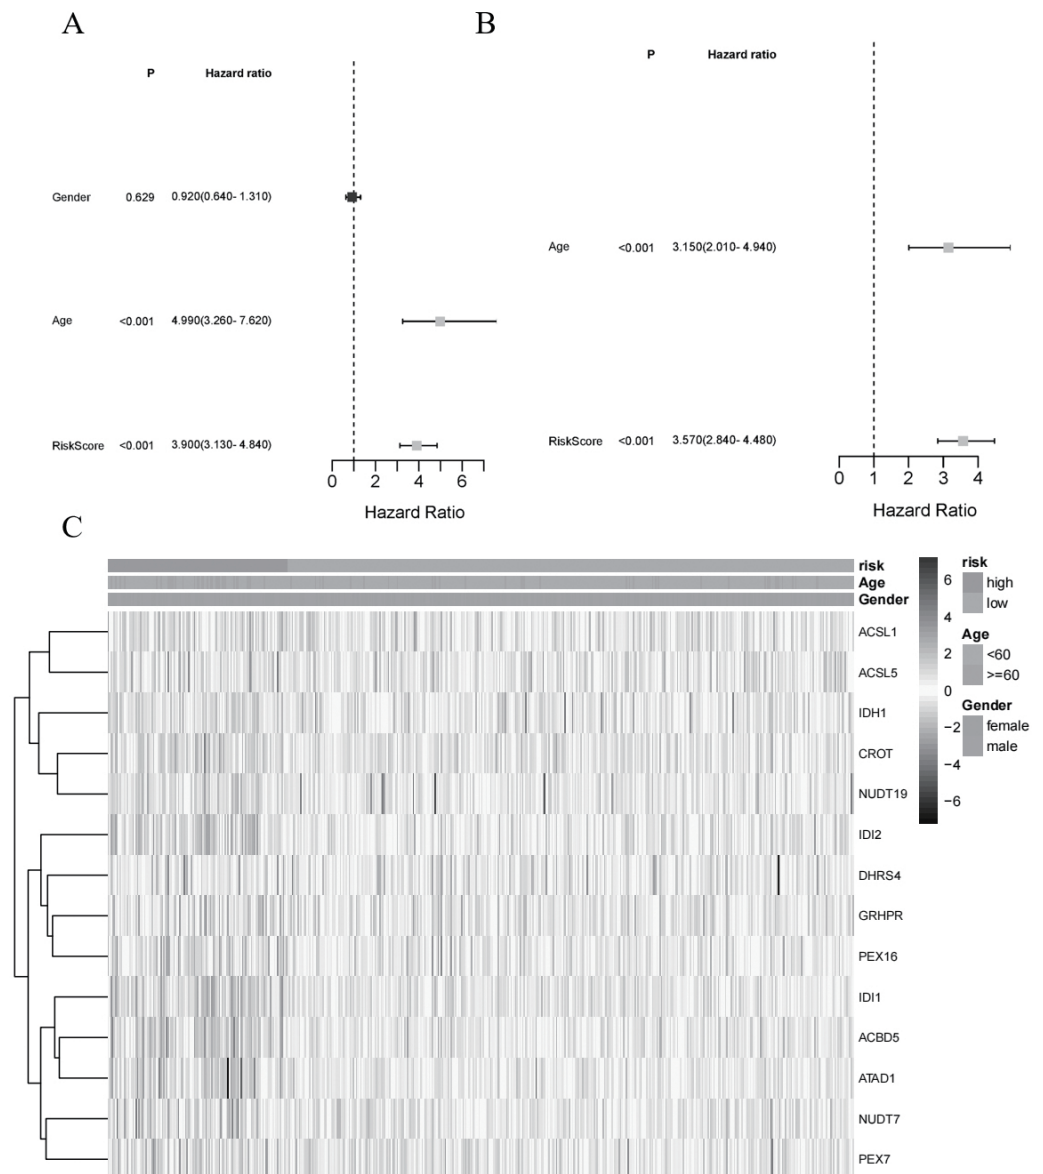 A
P Hazard ratio
Gender 0.629 0.920(0.640- 1.310)
Age <0.001 4.990(3.260- 7.620)
RiskScore <0.001 3.900(3.130- 4.840)
0 2 4 6
Hazard Ratio
B
P Hazard ratio
Age <0.001 3.150(2.010- 4.940)
RiskScore <0.001 3.570(2.840- 4.480)
0 1 2 3 4
Hazard Ratio
C
risk
Age
Gender
ACSL1
ACSL5
IDH1
CROT
NUDT19
IDI2
DHRS4
GRHPR
PEX16
IDI1
ACBD5
ATAD1
NUDT7
PEX7
6
4
2
0
−2
−4
−6
risk
high
low
Age
<60
>=60
Gender
female
male